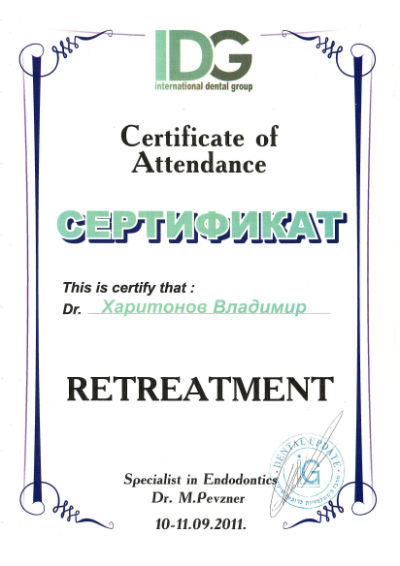 IDG
international dental group
Certificate of
Attendance
СЕРТИФИКАТ
This is certify that :
Dr. Харитонов Владимир
RETREATMENT
Specialist in Endodontics
Dr. M.Pevzner
10-11.09.2011.
DENTAL UPDATE
iG